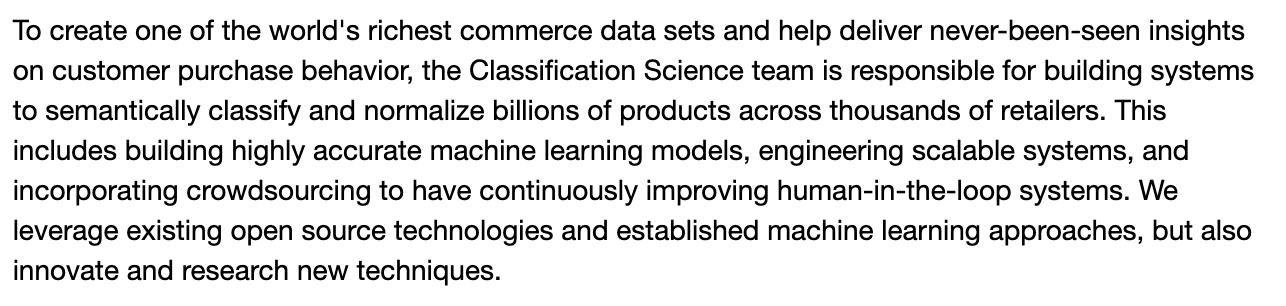 To create one of the world's richest commerce data sets and help deliver never-been-seen insights
on customer purchase behavior, the Classification Science team is responsible for building systems
to semantically classify and normalize billions of products across thousands of retailers. This
includes building highly accurate machine learning models, engineering scalable systems, and
incorporating crowdsourcing to have continuously improving human-in-the-loop systems. We
leverage existing open source technologies and established machine learning approaches, but also
innovate and research new techniques.